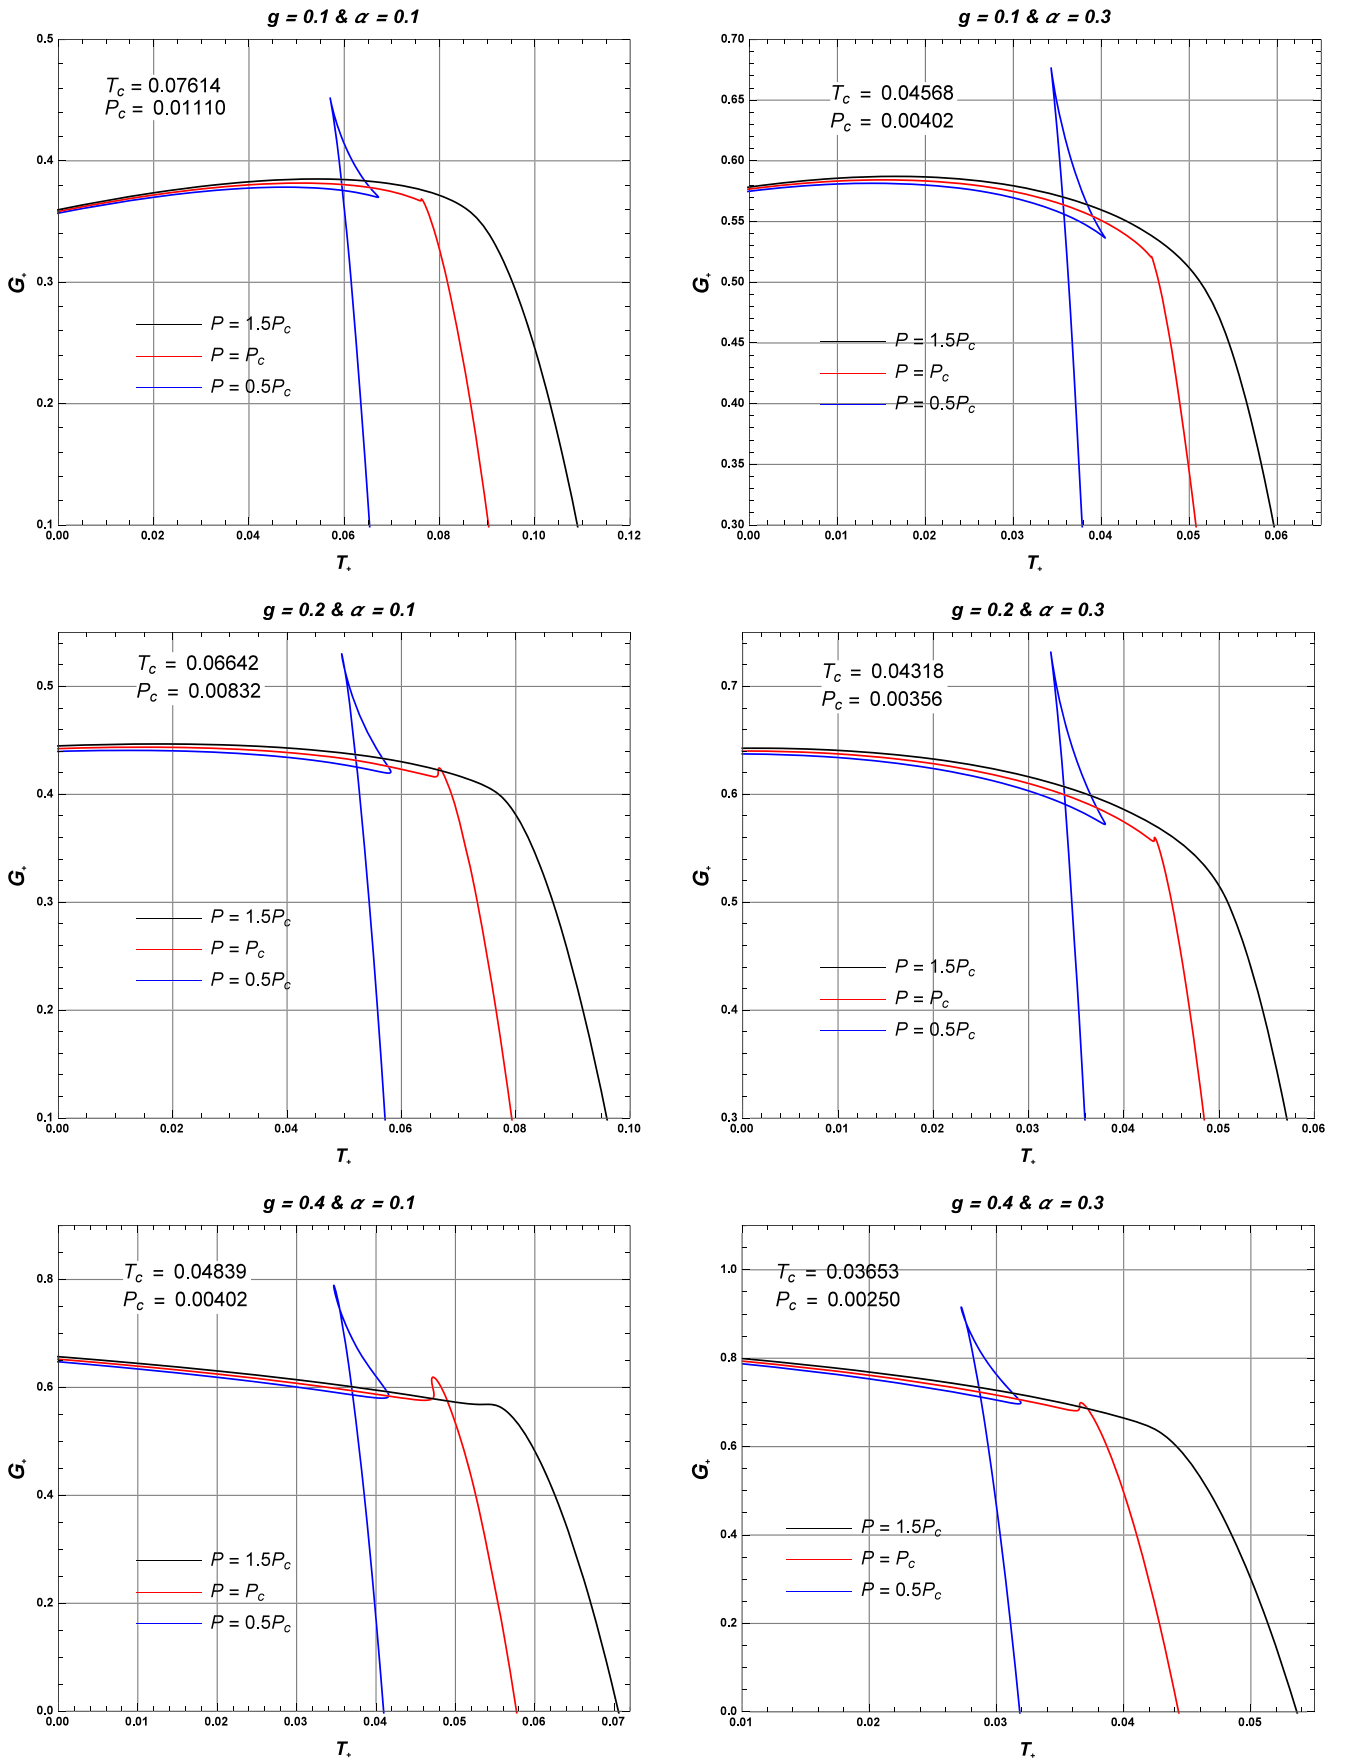 g = 0.1 & α = 0.1
0.5
0.4
0.3
0.2
0.1
G₊
T_c = 0.07614
P_c = 0.01110
P = 1.5P_c
P = P_c
P = 0.5P_c
0.00 0.02 0.04 0.06 0.08 0.10 0.12
T₊
g = 0.1 & α = 0.3
0.70
0.65
0.60
0.55
0.50
0.45
0.40
0.35
0.30
G₊
T_c = 0.04568
P_c = 0.00402
P = 1.5P_c
P = P_c
P = 0.5P_c
0.00 0.01 0.02 0.03 0.04 0.05 0.06
T₊
g = 0.2 & α = 0.1
0.5
0.4
0.3
0.2
0.1
G₊
T_c = 0.06642
P_c = 0.00832
P = 1.5P_c
P = P_c
P = 0.5P_c
0.00 0.02 0.04 0.06 0.08 0.10
T₊
g = 0.2 & α = 0.3
0.7
0.6
0.5
0.4
0.3
G₊
T_c = 0.04318
P_c = 0.00356
P = 1.5P_c
P = P_c
P = 0.5P_c
0.00 0.01 0.02 0.03 0.04 0.05 0.06
T₊
g = 0.4 & α = 0.1
0.8
0.6
0.4
0.2
0.0
G₊
T_c = 0.04839
P_c = 0.00402
P = 1.5P_c
P = P_c
P = 0.5P_c
0.00 0.01 0.02 0.03 0.04 0.05 0.06 0.07
T₊
g = 0.4 & α = 0.3
1.0
0.8
0.6
0.4
0.2
0.0
G₊
T_c = 0.03653
P_c = 0.00250
P = 1.5P_c
P = P_c
P = 0.5P_c
0.01 0.02 0.03 0.04 0.05
T₊